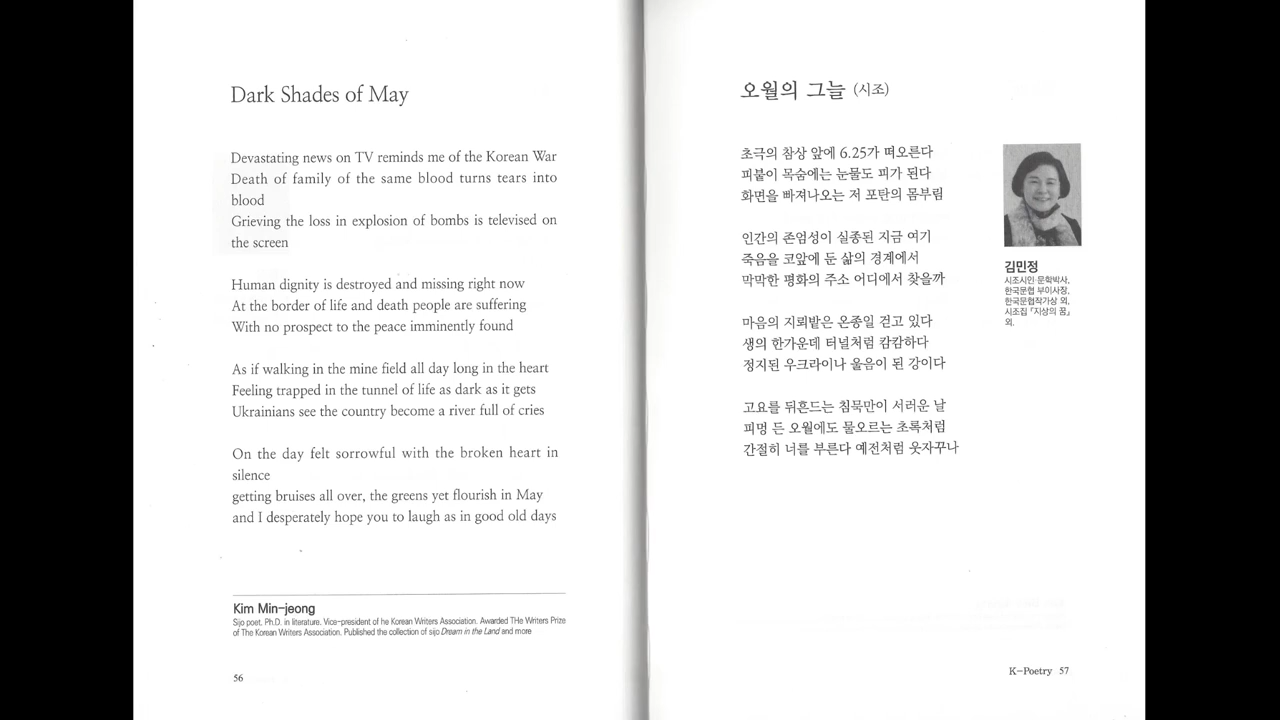 Dark Shades of May
Devastating news on TV reminds me of the Korean War
Death of family of the same blood turns tears into
blood
Grieving the loss in explosion of bombs is televised on
the screen
Human dignity is destroyed and missing right now
At the border of life and death people are suffering
With no prospect to the peace imminently found
As if walking in the mine field all day long in the heart
Feeling trapped in the tunnel of life as dark as it gets
Ukrainians see the country become a river full of cries
On the day felt sorrowful with the broken heart in
silence
getting bruises all over, the greens yet flourish in May
and I desperately hope you to laugh as in good old days
Kim Min-jeong
Sijo poet, Ph.D. in literature. Vice-president of he Korean Writers Association. Awarded THe Writers Prize
of The Korean Writers Association. Published the collection of sijo Dream in the Land and more
56
오월의 그늘 (시조)
초극의 참상 앞에 6.25가 떠오른다
피붙이 목숨에는 눈물도 피가 된다
화면을 빠져나오는 저 포탄의 몸부림
인간의 존엄성이 실종된 지금 여기
죽음을 코앞에 둔 삶의 경계에서
막막한 평화의 주소 어디에서 찾을까
마음의 지뢰밭은 온종일 걷고 있다
생의 한가운데 터널처럼 캄캄하다
정지된 우크라이나 울음이 된 강이다
고요를 뒤흔드는 침묵만이 서러운 날
피멍 든 오월에도 물오르는 초록처럼
간절히 너를 부른다 예전처럼 웃자꾸나
김민정
시조시인·문학박사,
한국문협 부이사장,
한국문협작가상 외,
시조집 『지상의 꿈』
외.
K-Poetry 57